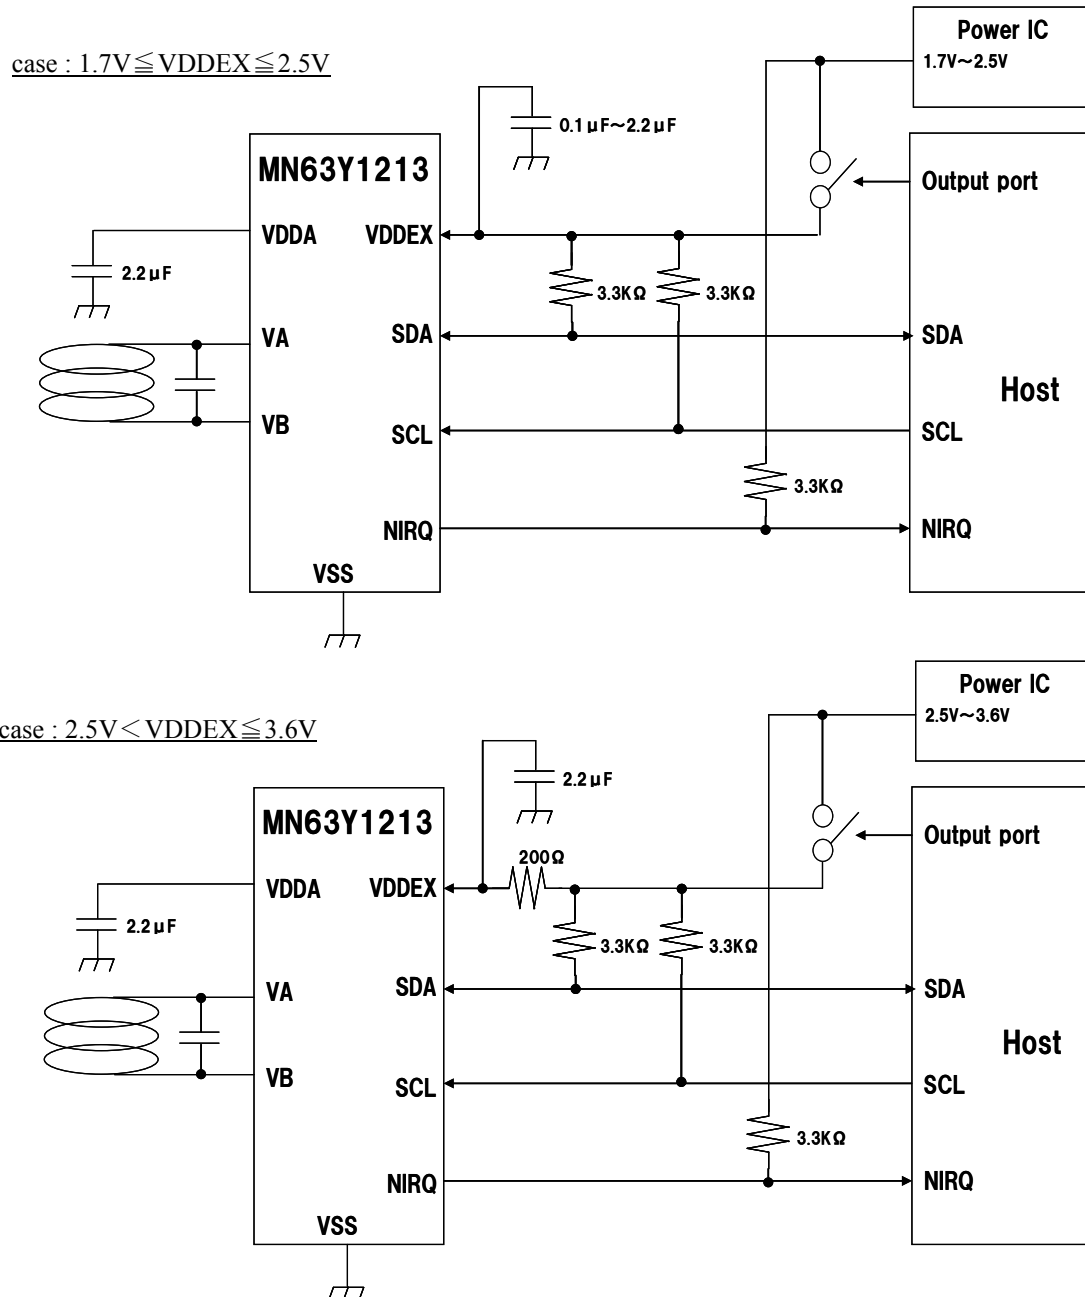 Power IC
1.7V～2.5V
case : 1.7V≦VDDEX≦2.5V
0.1μF～2.2μF
MN63Y1213
Output port
VDDA
VDDEX
2.2μF
3.3KΩ
3.3KΩ
VA
SDA
SDA
Host
VB
SCL
SCL
3.3KΩ
NIRQ
NIRQ
VSS
Power IC
2.5V～3.6V
case : 2.5V＜VDDEX≦3.6V
2.2μF
MN63Y1213
Output port
200Ω
VDDA
VDDEX
2.2μF
3.3KΩ
3.3KΩ
VA
SDA
SDA
Host
VB
SCL
SCL
3.3KΩ
NIRQ
NIRQ
VSS